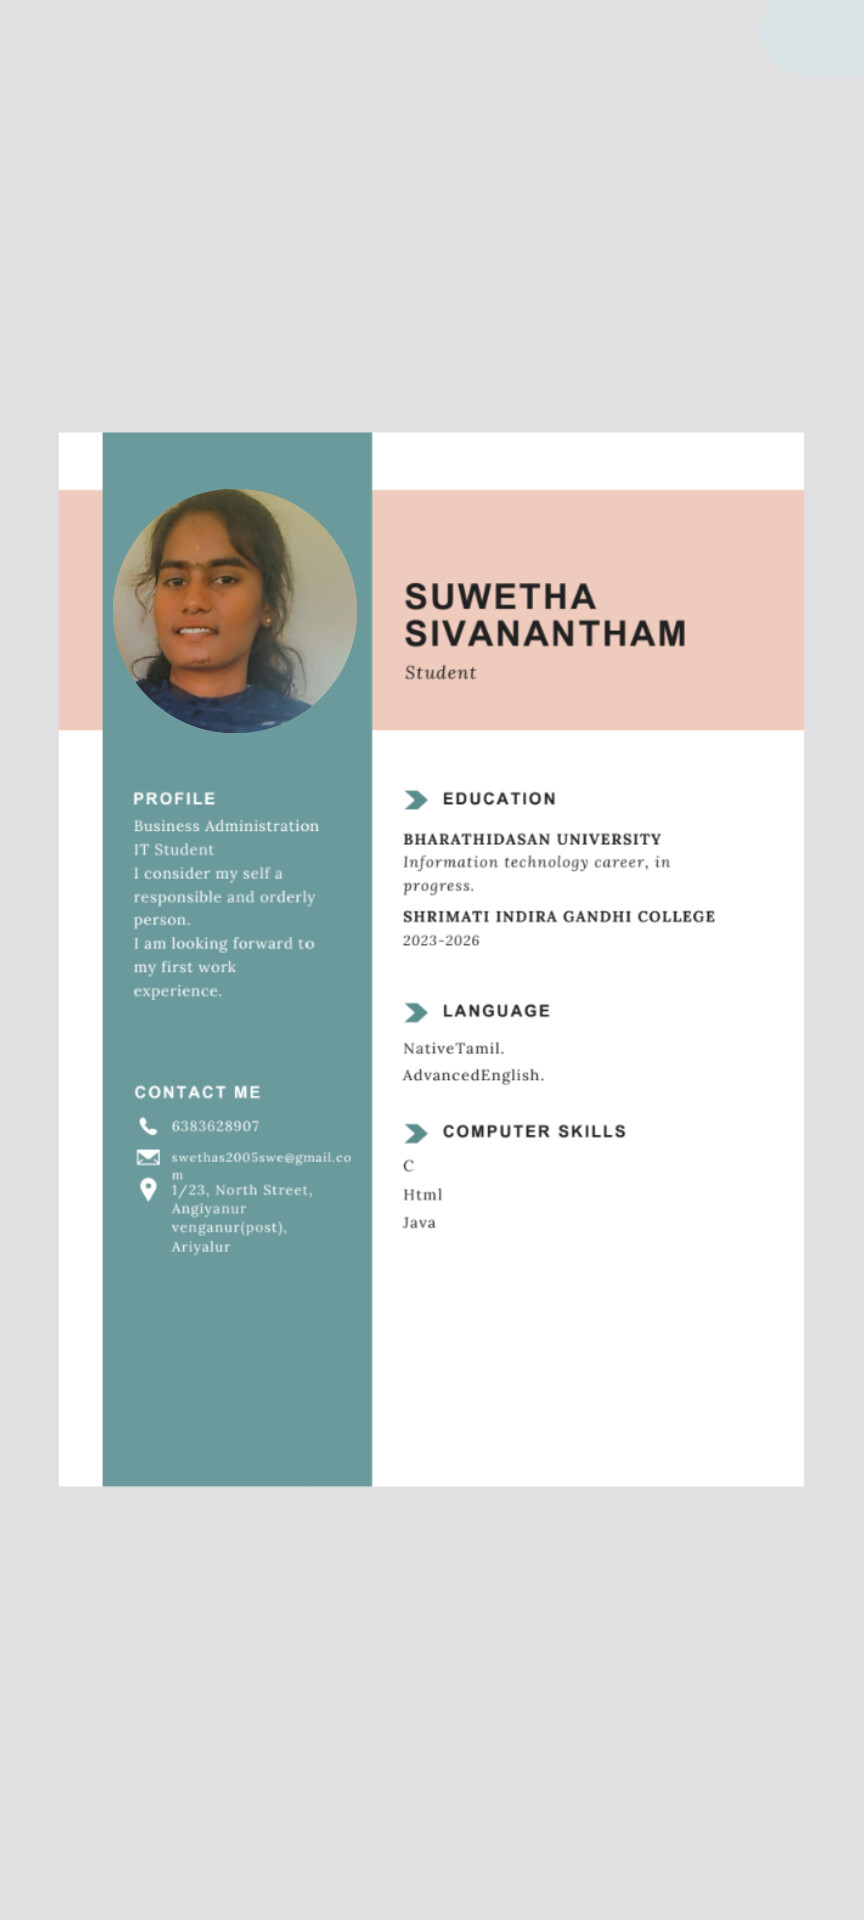 SUWETHA
SIVANANTHAM
Student
PROFILE
Business Administration
IT Student
I consider my self a
responsible and orderly
person.
I am looking forward to
my first work
experience.
CONTACT ME
6383628907
swethas2005swe@gmail.co
m
1/23, North Street,
Angiyanur
venganur(post),
Ariyalur
EDUCATION
BHARATHIDASAN UNIVERSITY
Information technology career, in
progress.
SHRIMATI INDIRA GANDHI COLLEGE
2023-2026
LANGUAGE
NativeTamil.
AdvancedEnglish.
COMPUTER SKILLS
C
Html
Java